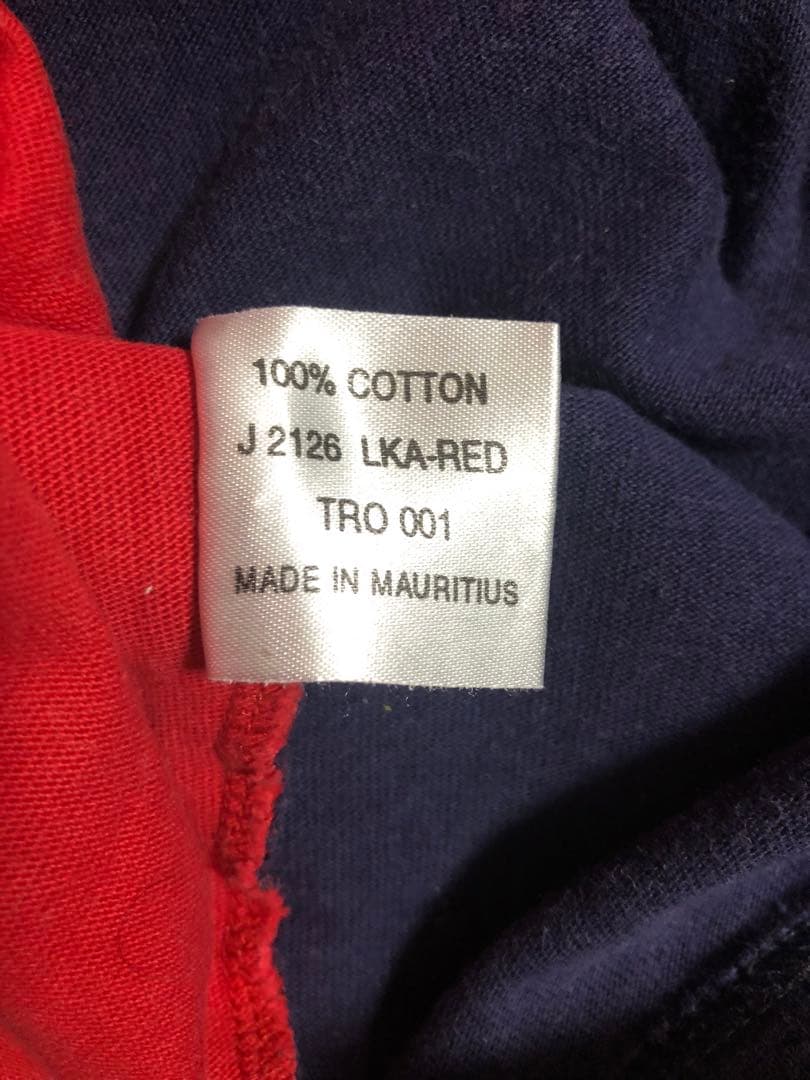 100% COTTON
J 2126 LKA-RED
TRO 001
MADE IN MAURITIUS